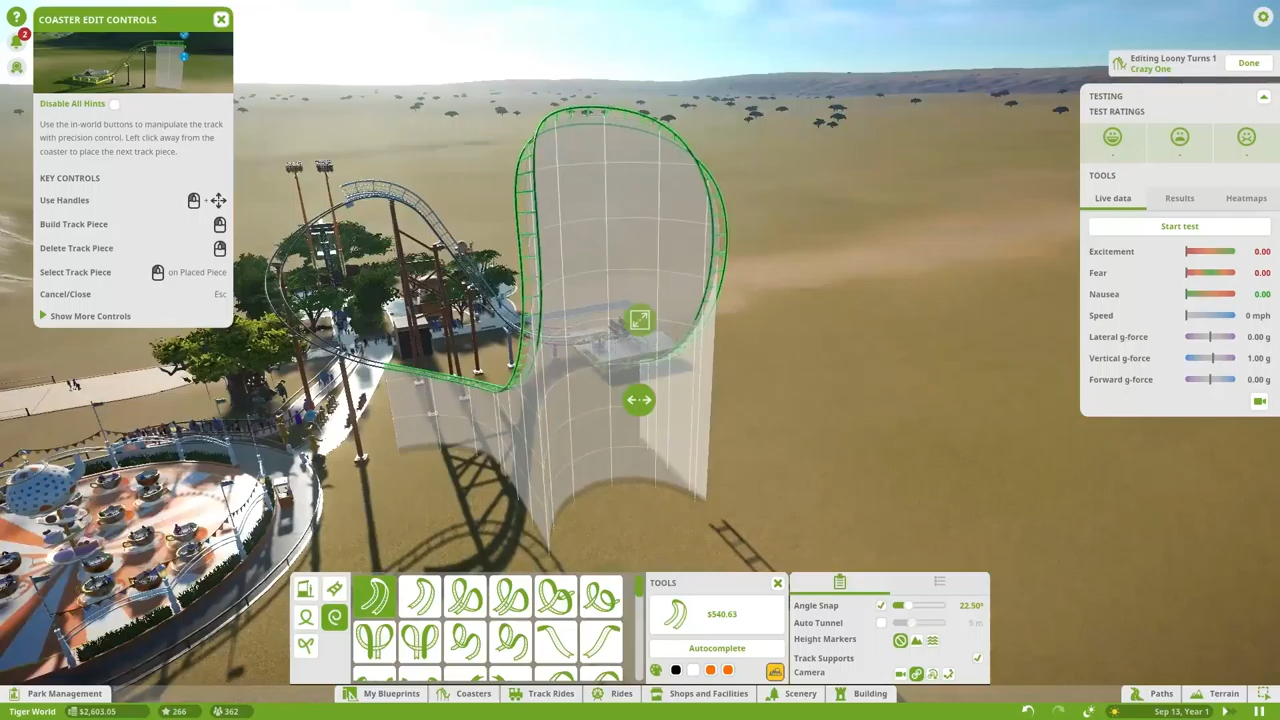 COASTER EDIT CONTROLS
2
Disable All Hints
Use the in-world buttons to manipulate the track
with precision control. Left click away from the
coaster to place the next track piece.
KEY CONTROLS
Use Handles +
Build Track Piece
Delete Track Piece
Select Track Piece on Placed Piece
Cancel/Close Esc
Show More Controls
Editing Loony Turns 1
Crazy One
Done
TESTING
TEST RATINGS
- - -
TOOLS
Live data Results Heatmaps
Start test
Excitement 0.00
Fear 0.00
Nausea 0.00
Speed 0 mph
Lateral g-force 0.00 g
Vertical g-force 1.00 g
Forward g-force 0.00 g
TOOLS
$540.63
Autocomplete
Angle Snap 22.50°
Auto Tunnel 5 m
Height Markers
Track Supports
Camera
Park Management My Blueprints Coasters Track Rides Rides Shops and Facilities Scenery Building Paths Terrain
Tiger World $2,603.05 266 362 Sep 13, Year 1